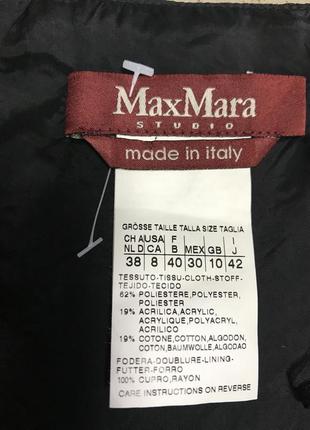 MaxMara
STUDIO
made in italy
GRÖSSE TAILLE TALLA SIZE TAGLIA
CH AUSA F I
NL D CA B MEX GB J
38 8 40 30 10 42
TESSUTO-TISSU-CLOTH-STOFF-
TEJIDO-TECIDO
62% POLIESTERE,POLYESTER,
POLIESTER
19% ACRILICA, ACRYLIC,
ACRYLIQUE,POLYACRYL,
ACRILICO
19% COTONE,COTTON,ALGODON,
COTON,BAUMWOLLE,ALGODAO
FODERA-DOUBLURE-LINING-
FUTTER-FORRO
100% CUPRO,RAYON
CARE INSTRUCTIONS ON REVERSE